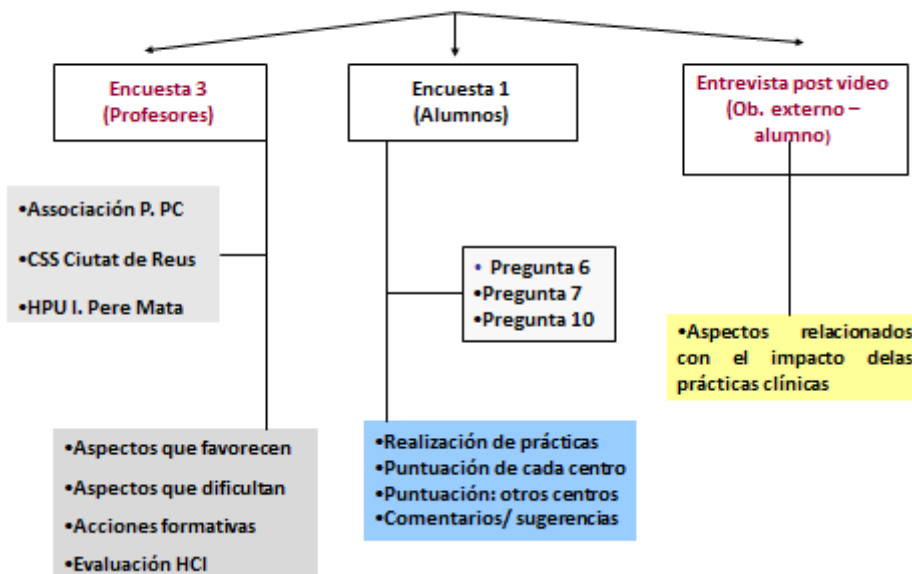 Encuesta 3
(Profesores)
Encuesta 1
(Alumnos)
Entrevista post video
(Ob. externo –
alumno)
•Associación P. PC
•CSS Ciutat de Reus
•HPU I. Pere Mata
• Pregunta 6
•Pregunta 7
•Pregunta 10
•Aspectos relacionados
con el impacto delas
prácticas clínicas
•Aspectos que favorecen
•Aspectos que dificultan
•Acciones formativas
•Evaluación HCI
•Realización de prácticas
•Puntuación de cada centro
•Puntuación: otros centros
•Comentarios/ sugerencias